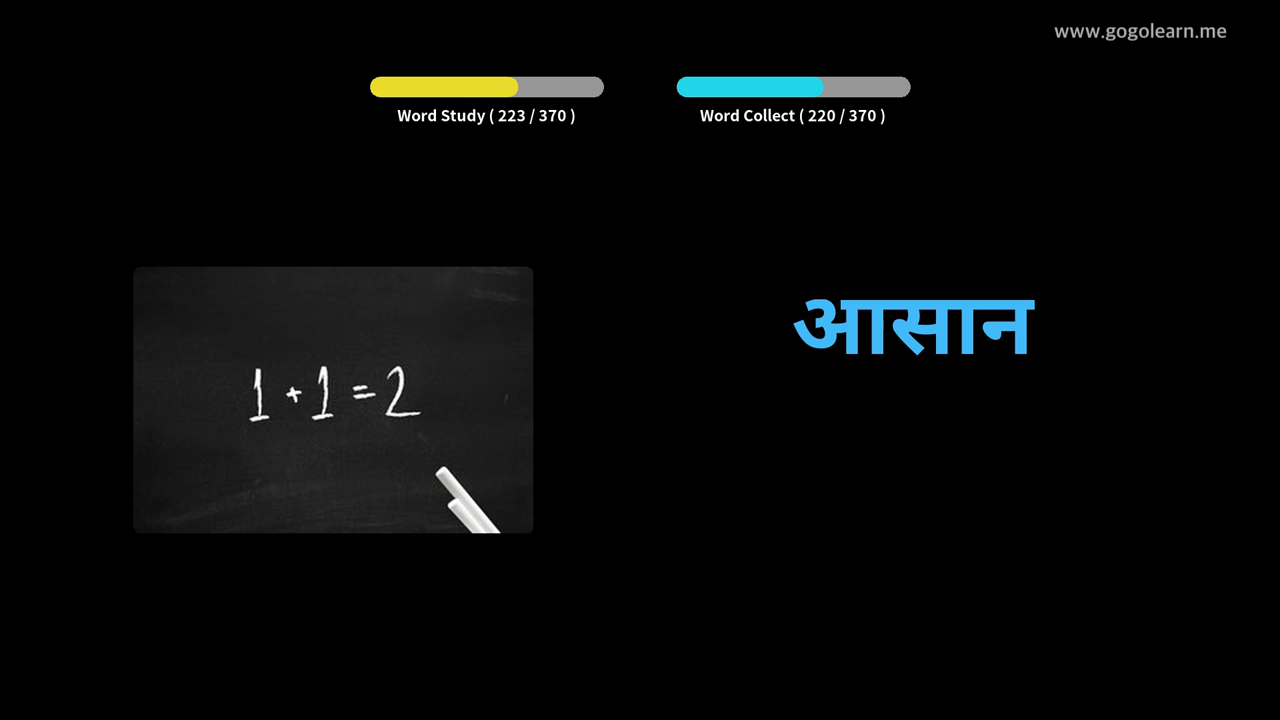 www.gogolearn.me
Word Study ( 223 / 370 )
Word Collect ( 220 / 370 )
1 + 1 = 2
आसान